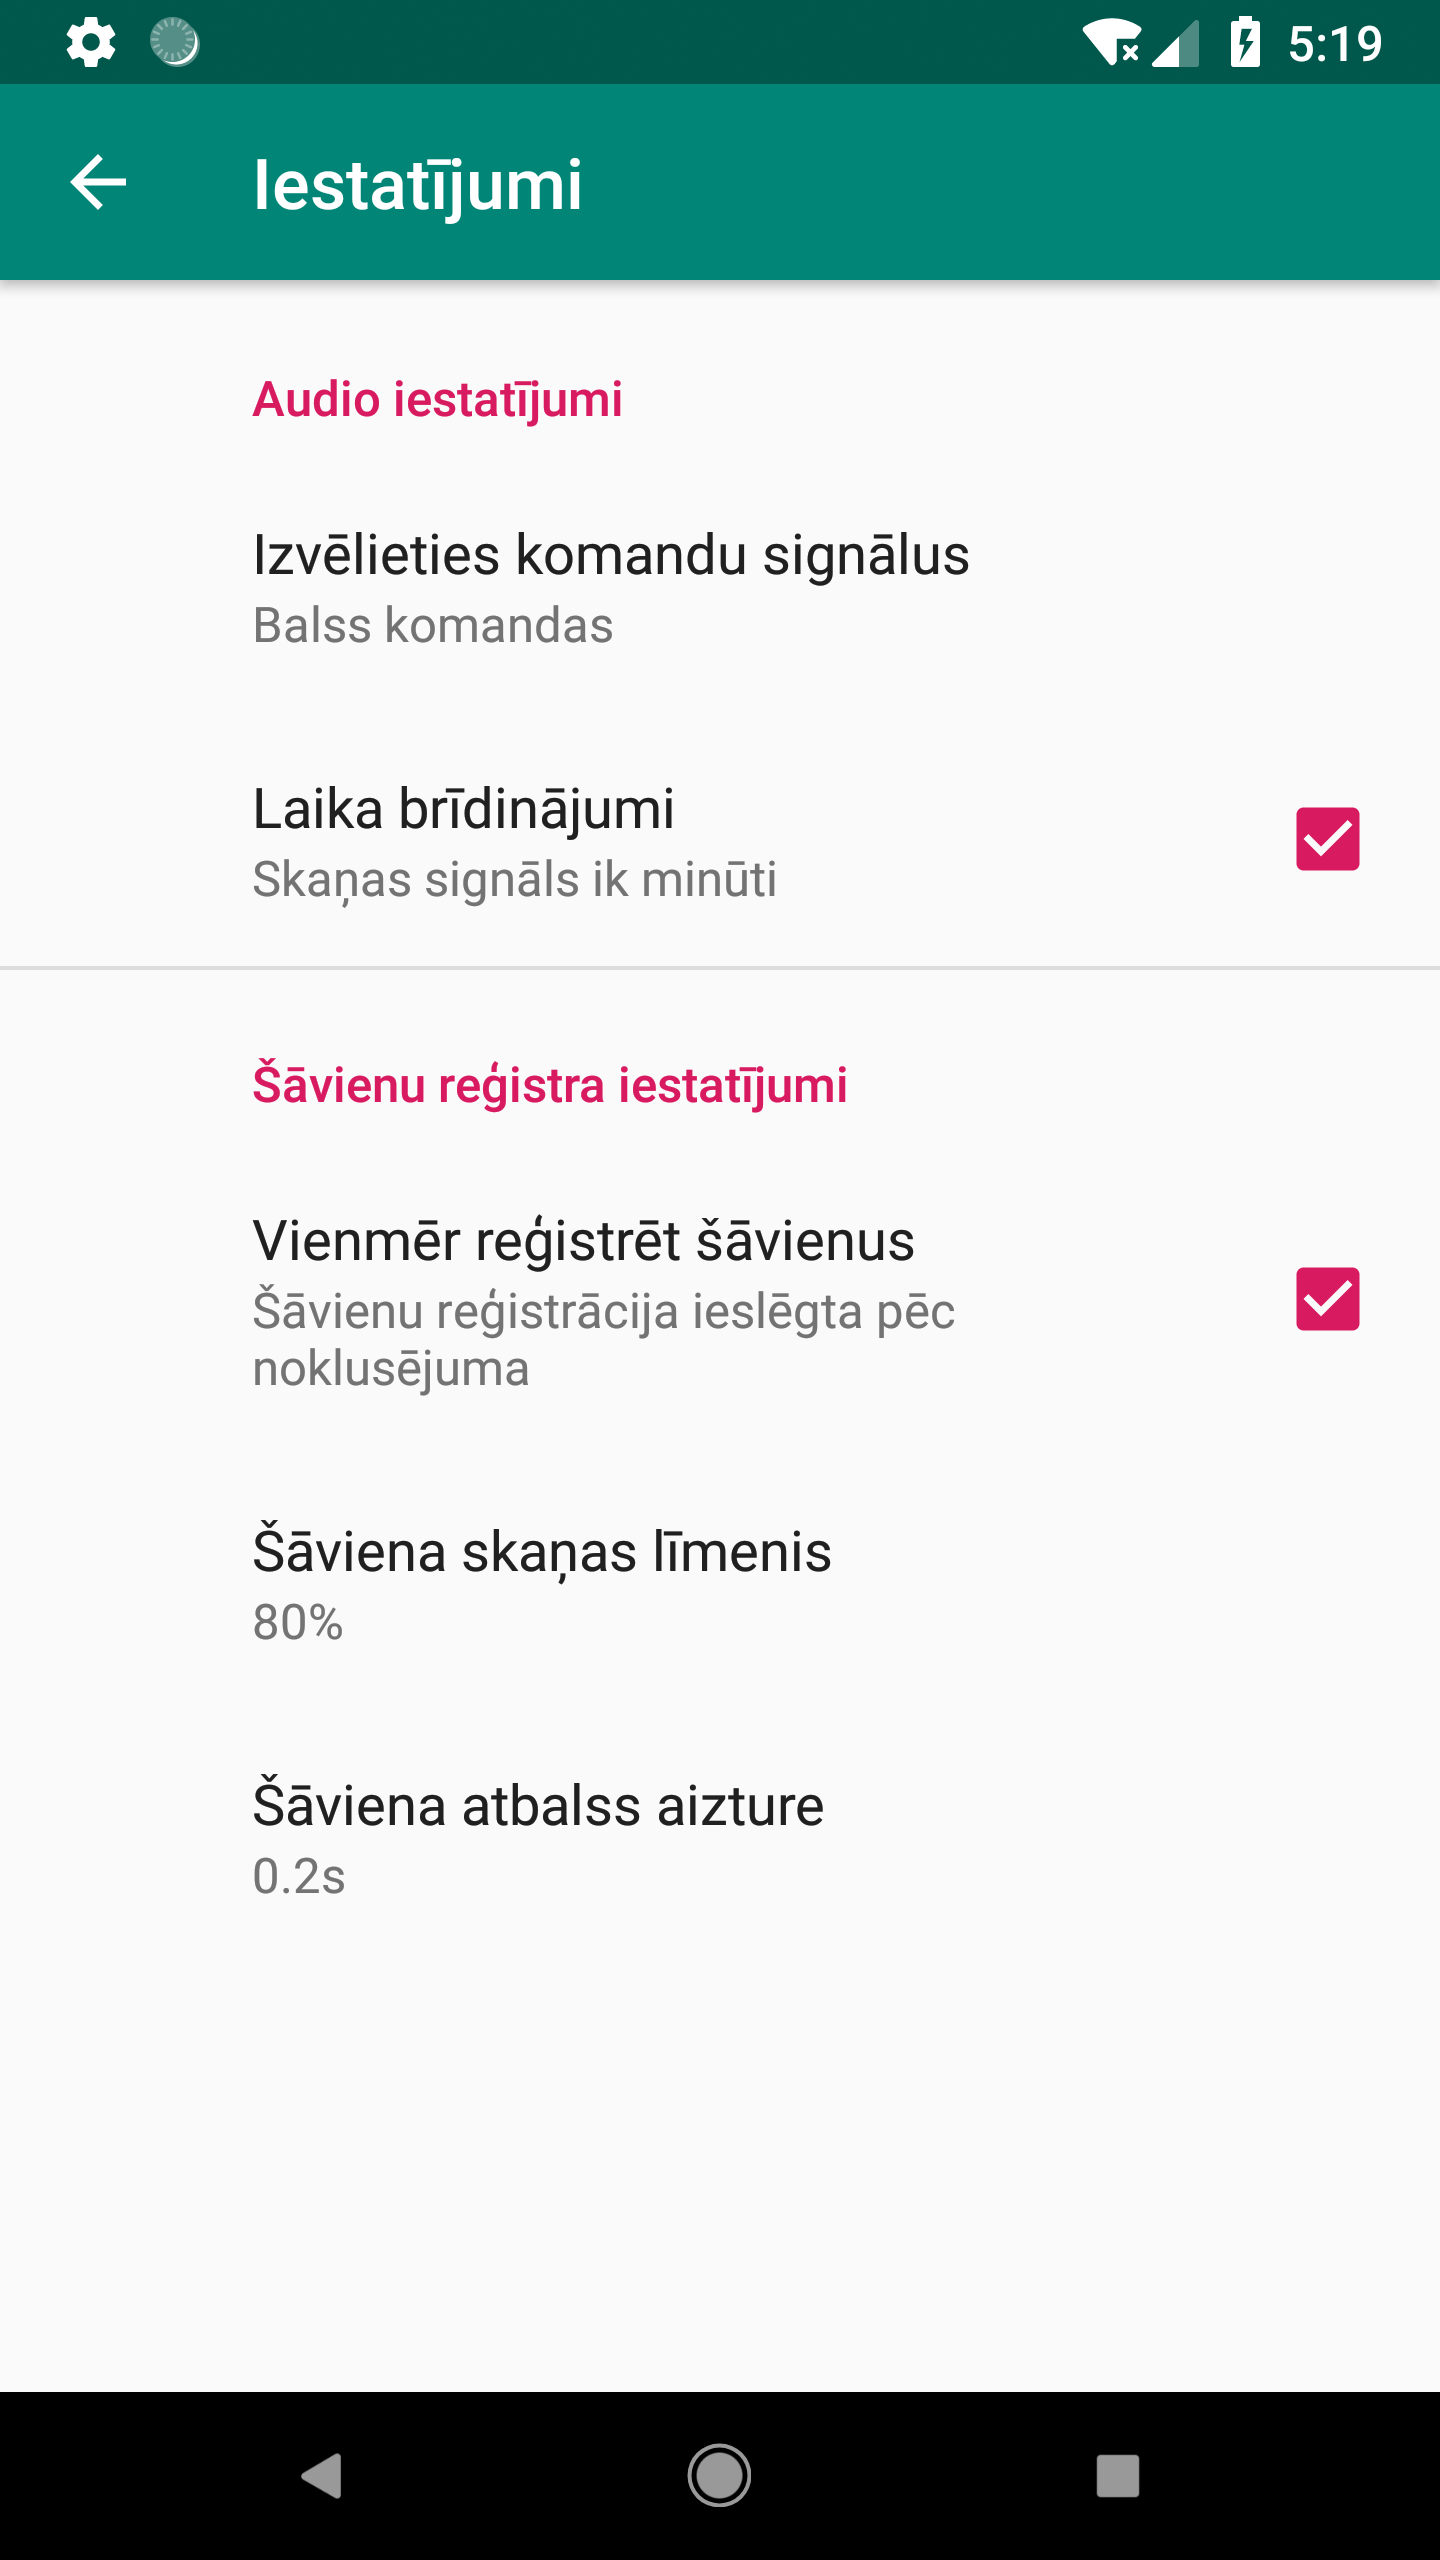 5:19
Iestatījumi
Audio iestatījumi
Izvēlieties komandu signālus
Balss komandas
Laika brīdinājumi
Skaņas signāls ik minūti
Šāvienu reģistra iestatījumi
Vienmēr reģistrēt šāvienus
Šāvienu reģistrācija ieslēgta pēc
noklusējuma
Šāviena skaņas līmenis
80%
Šāviena atbalss aizture
0.2s